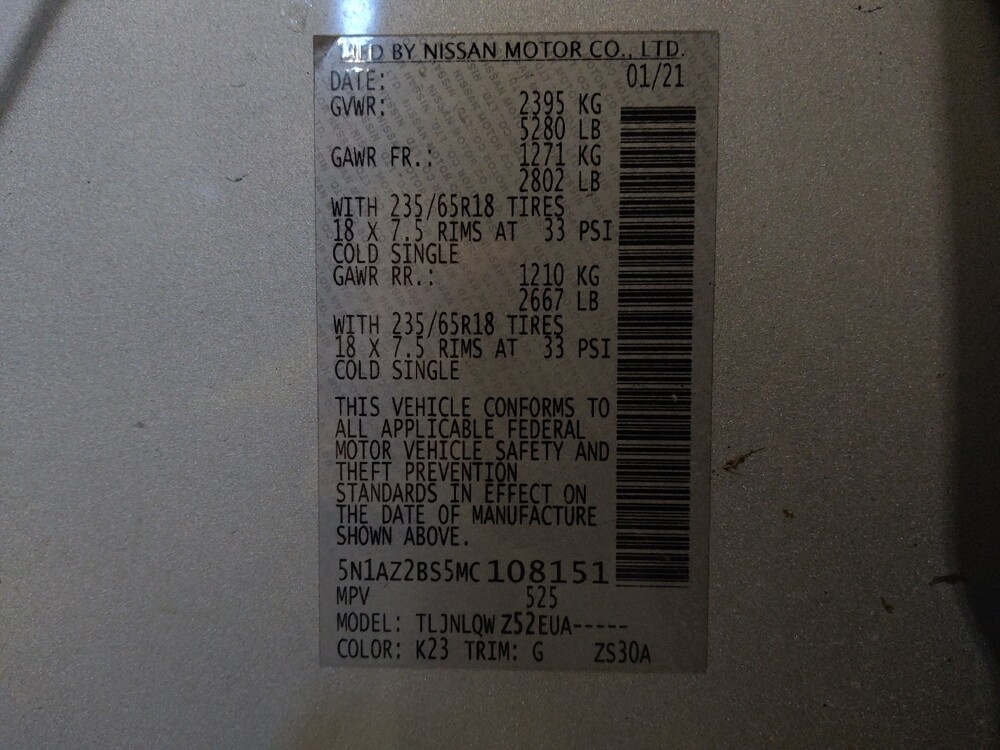 MFD BY NISSAN MOTOR CO., LTD.
DATE: 01/21
GVWR: 2395 KG
5280 LB
GAWR FR.: 1271 KG
2802 LB
WITH 235/65R18 TIRES
18 X 7.5 RIMS AT 33 PSI
COLD SINGLE
GAWR RR.: 1210 KG
2667 LB
WITH 235/65R18 TIRES
18 X 7.5 RIMS AT 33 PSI
COLD SINGLE
THIS VEHICLE CONFORMS TO
ALL APPLICABLE FEDERAL
MOTOR VEHICLE SAFETY AND
THEFT PREVENTION
STANDARDS IN EFFECT ON
THE DATE OF MANUFACTURE
SHOWN ABOVE.
5N1AZ2BS5MC108151
MPV 525
MODEL: TLJNLQW Z52EUA-----
COLOR: K23 TRIM: G ZS30A